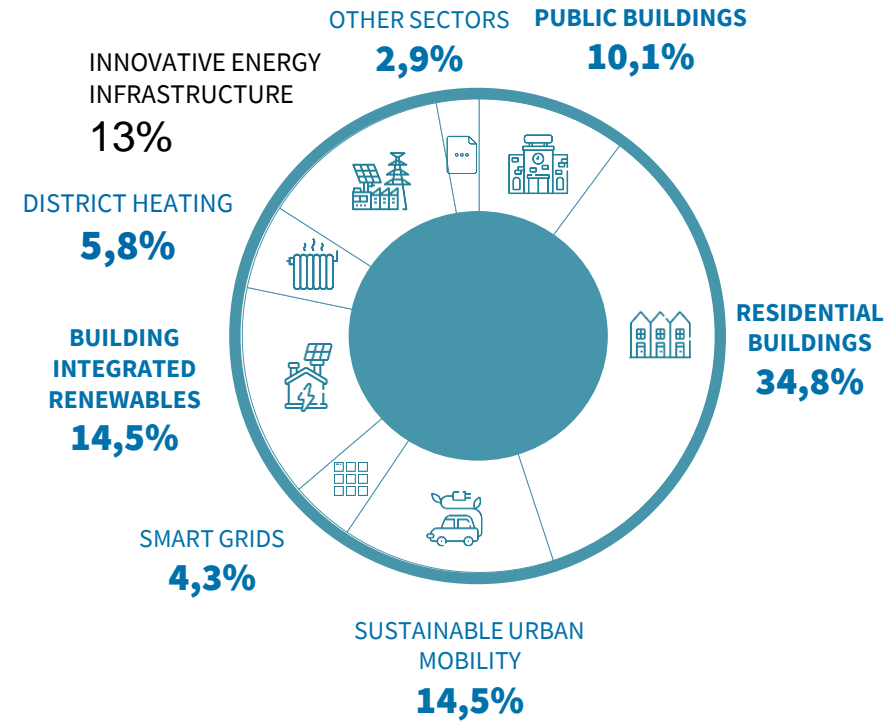 OTHER SECTORS
2,9%
PUBLIC BUILDINGS
10,1%
INNOVATIVE ENERGY
INFRASTRUCTURE
13%
DISTRICT HEATING
5,8%
RESIDENTIAL
BUILDINGS
34,8%
BUILDING
INTEGRATED
RENEWABLES
14,5%
SMART GRIDS
4,3%
SUSTAINABLE URBAN
MOBILITY
14,5%